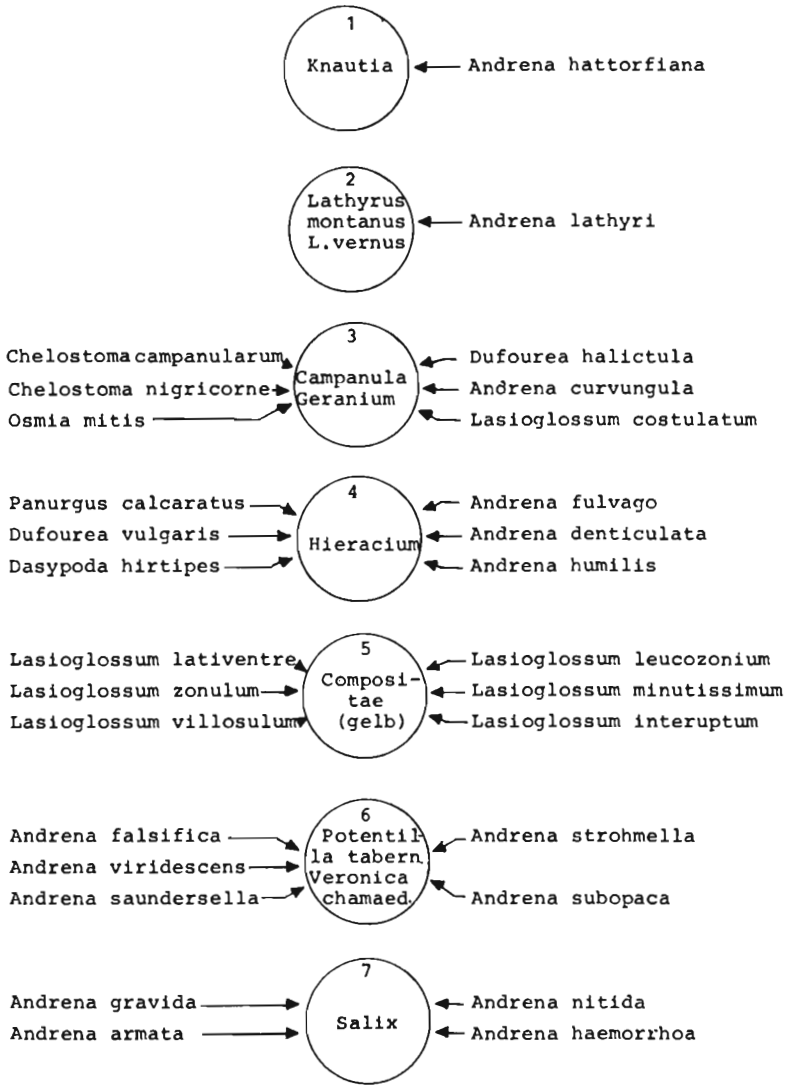 1
Knautia
Andrena hattorfiana
2
Lathyrus
montanus
L.vernus
Andrena lathyri
3
Chelostoma campanularum
Dufourea halictula
Campanula
Chelostoma nigricorne
Andrena curvungula
Geranium
Osmia mitis
Lasioglossum costulatum
4
Panurgus calcaratus
Andrena fulvago
Dufourea vulgaris
Andrena denticulata
Hieracium
Dasypoda hirtipes
Andrena humilis
5
Lasioglossum lativentre
Lasioglossum leucozonium
Composi-
Lasioglossum zonulum
Lasioglossum minutissimum
tae
Lasioglossum villosulum
(gelb)
Lasioglossum interuptum
6
Andrena falsifica
Potentil-
Andrena strohmella
la tabern.
Andrena viridescens
Veronica
Andrena saundersella
chamaed.
Andrena subopaca
7
Andrena gravida
Andrena nitida
Salix
Andrena armata
Andrena haemorrhoa